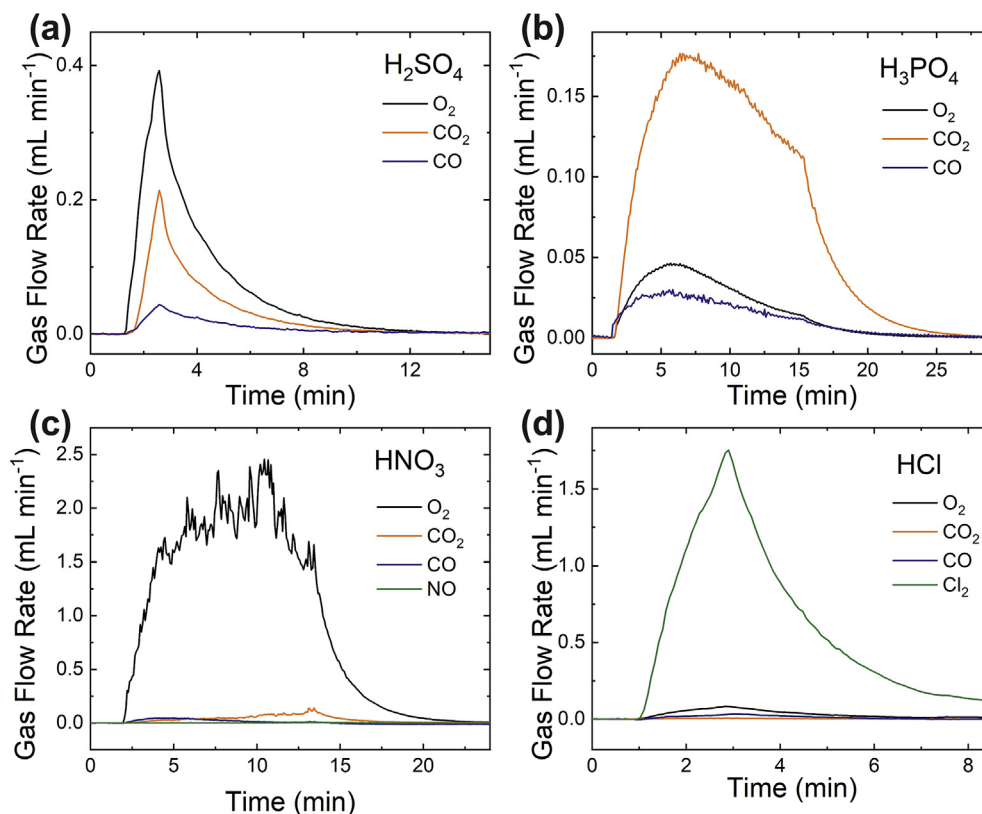 (a)
H₂SO₄
O₂
CO₂
CO
Gas Flow Rate (mL min⁻¹)
0.4
0.2
0.0
0 4 8 12
Time (min)
(b)
H₃PO₄
O₂
CO₂
CO
Gas Flow Rate (mL min⁻¹)
0.15
0.10
0.05
0.00
0 5 10 15 20 25
Time (min)
(c)
HNO₃
O₂
CO₂
CO
NO
Gas Flow Rate (mL min⁻¹)
2.5
2.0
1.5
1.0
0.5
0.0
0 5 10 15 20
Time (min)
(d)
HCl
O₂
CO₂
CO
Cl₂
Gas Flow Rate (mL min⁻¹)
1.5
1.0
0.5
0.0
0 2 4 6 8
Time (min)